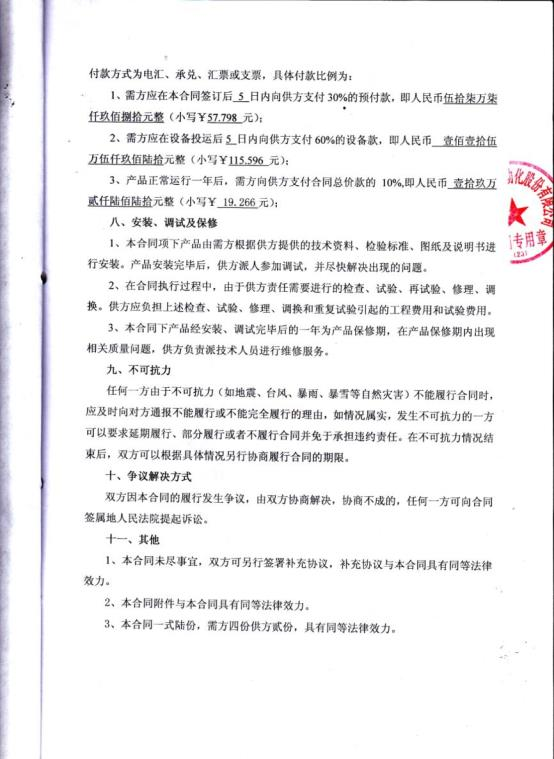 付款方式为电汇、承兑、汇票或支票，具体付款比例为：
1、需方应在本合同签订后 5 日内向供方支付30%的预付款，即人民币伍拾柒万柒
仟玖佰捌拾元整（小写￥57.798 元）；
2、需方应在设备投运后 5 日内向供方支付60%的设备款，即人民币 壹佰壹拾伍
万伍仟玖佰陆拾元整（小写￥115.596 元）；
3、产品正常运行一年后，需方向供方支付合同总价款的 10%,即人民币 壹拾玖万
贰仟陆佰陆拾元整（小写￥ 19.266 元）；
八、安装、调试及保修
1、本合同项下产品由需方根据供方提供的技术资料、检验标准、图纸及说明书进
行安装。产品安装完毕后，供方派人参加调试，并尽快解决出现的问题。
2、在合同执行过程中，由于供方责任需要进行的检查、试验、再试验、修理、调
换。供方应负担上述检查、试验、修理、调换和重复试验引起的工程费用和试验费用。
3、本合同下产品经安装、调试完毕后的一年为产品保修期，在产品保修期内出现
相关质量问题，供方负责派技术人员进行维修服务。
九、不可抗力
任何一方由于不可抗力（如地震、台风、暴雨、暴雪等自然灾害）不能履行合同时，
应及时向对方通报不能履行或不能完全履行的理由，如情况属实，发生不可抗力的一方
可以要求延期履行、部分履行或者不履行合同并免于承担违约责任。在不可抗力情况结
束后，双方可以根据具体情况另行协商履行合同的期限。
十、争议解决方式
双方因本合同的履行发生争议，由双方协商解决，协商不成的，任何一方可向合同
签属地人民法院提起诉讼。
十一、其他
1、本合同未尽事宜，双方可另行签署补充协议，补充协议与本合同具有同等法律
效力。
2、本合同附件与本合同具有同等法律效力。
3、本合同一式陆份，需方四份供方贰份，具有同等法律效力。
化股份有限公司
专用章
(23)